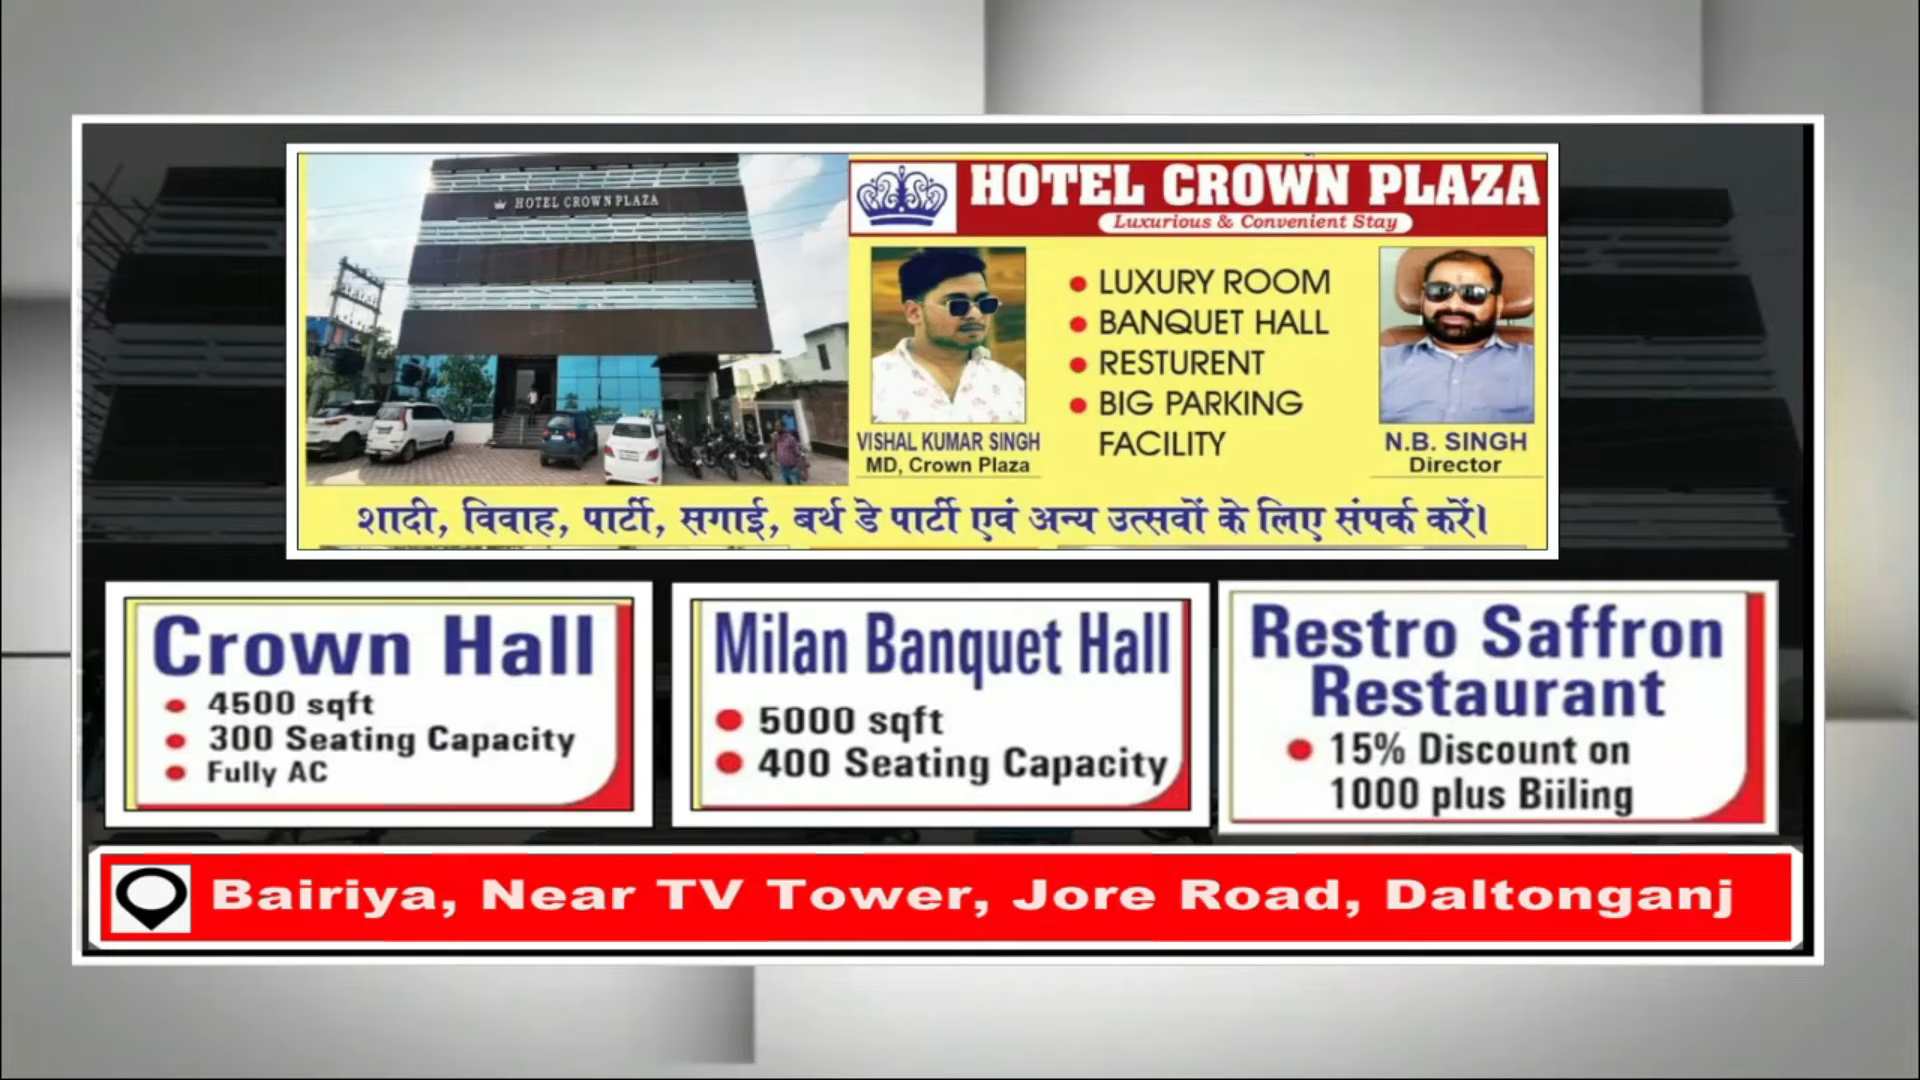 HOTEL CROWN PLAZA
HOTEL CROWN PLAZA
Luxurious & Convenient Stay
LUXURY ROOM
BANQUET HALL
RESTURENT
BIG PARKING
FACILITY
VISHAL KUMAR SINGH
MD, Crown Plaza
N.B. SINGH
Director
शादी, विवाह, पार्टी, सगाई, बर्थ डे पार्टी एवं अन्य उत्सवों के लिए संपर्क करें।
Crown Hall
4500 sqft
300 Seating Capacity
Fully AC
Milan Banquet Hall
5000 sqft
400 Seating Capacity
Restro Saffron
Restaurant
15% Discount on
1000 plus Biiling
Bairiya, Near TV Tower, Jore Road, Daltonganj